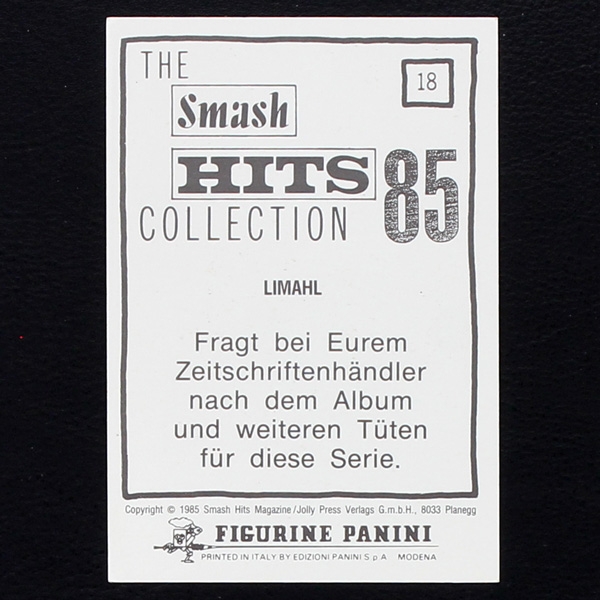 THE
18
Smash
HITS
85
COLLECTION
LIMAHL
Fragt bei Eurem
Zeitschriftenhändler
nach dem Album
und weiteren Tüten
für diese Serie.
Copyright © 1985 Smash Hits Magazine/Jolly Press Verlags G.m.b.H., 8033 Planegg
FIGURINE PANINI
PRINTED IN ITALY BY EDIZIONI PANINI S.p.A. MODENA